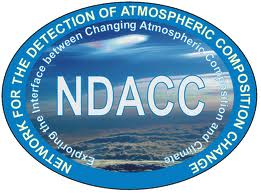 NETWORK FOR THE DETECTION OF ATMOSPHERIC COMPOSITION CHANGE
Exploring the Interface between Changing Atmospheric Composition and Climate
NDACC